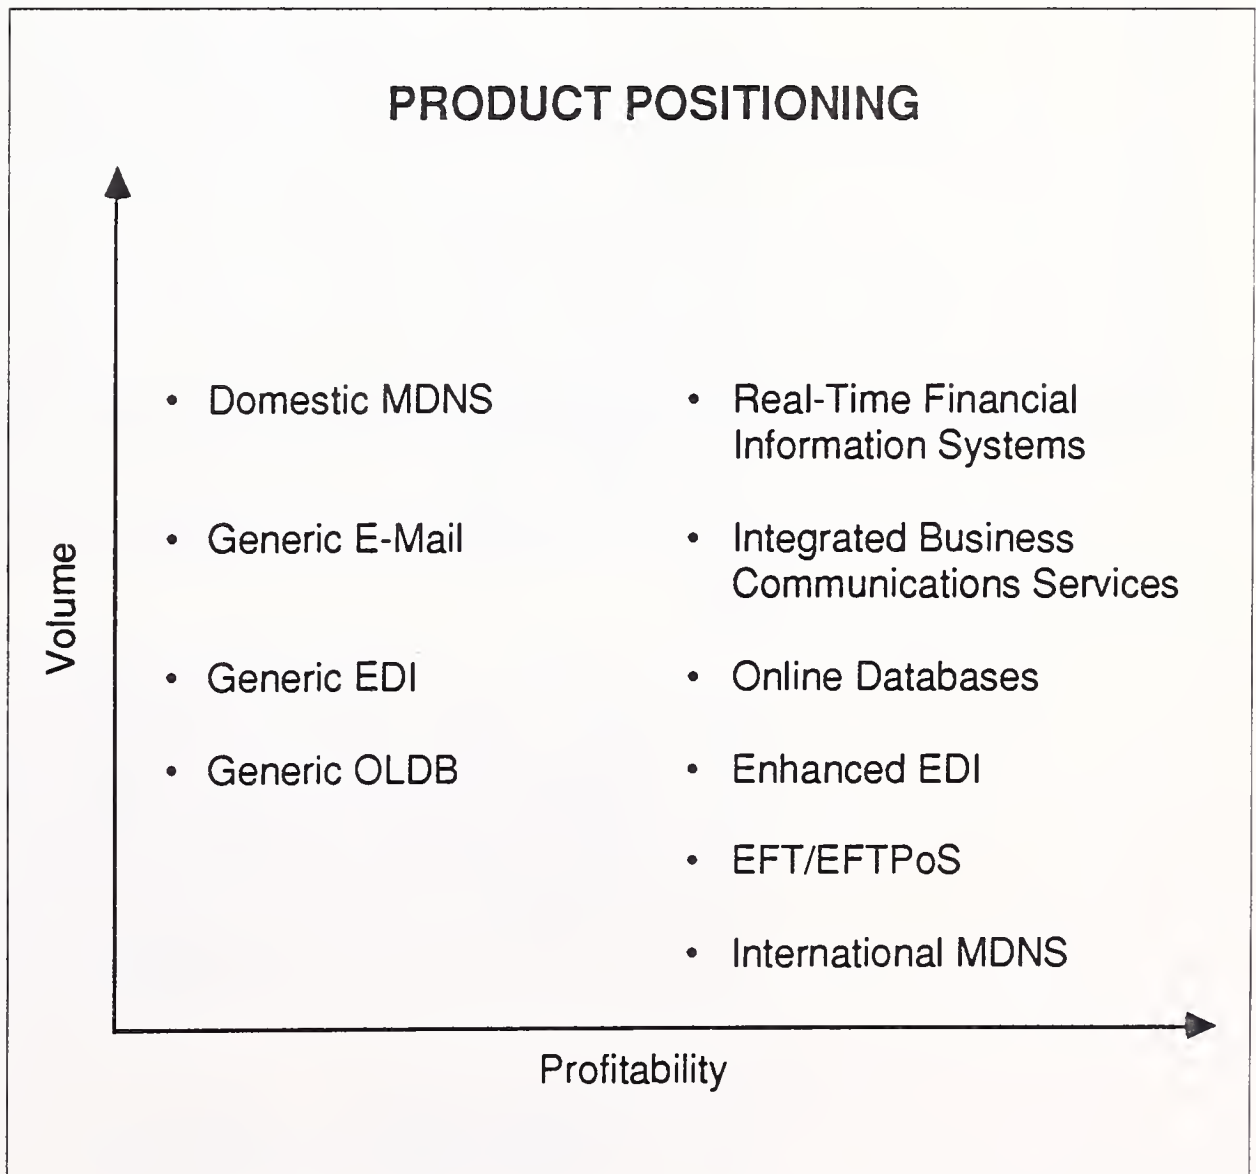 PRODUCT POSITIONING
Volume
• Domestic MDNS
• Generic E-Mail
• Generic EDI
• Generic OLDB
• Real-Time Financial
Information Systems
• Integrated Business
Communications Services
• Online Databases
• Enhanced EDI
• EFT/EFTPoS
• International MDNS
Profitability